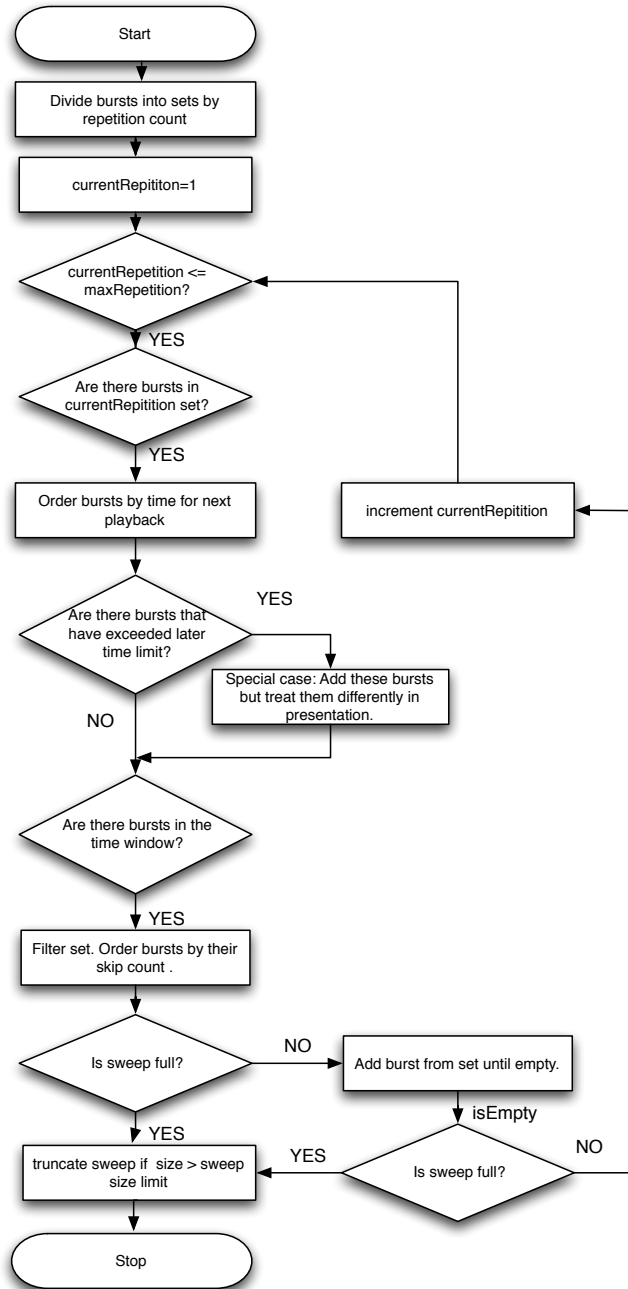 Start
Divide bursts into sets by
repetition count
currentRepititon=1
currentRepetition <=
maxRepetition?
YES
Are there bursts in
currentRepitition set?
YES
Order bursts by time for next
playback
increment currentRepitition
Are there bursts that
have exceeded later
time limit?
YES
Special case: Add these bursts
but treat them differently in
presentation.
NO
Are there bursts in the
time window?
YES
Filter set. Order bursts by their
skip count .
Is sweep full?
NO
Add burst from set until empty.
isEmpty
YES
truncate sweep if size > sweep
size limit
YES
Is sweep full?
NO
Stop